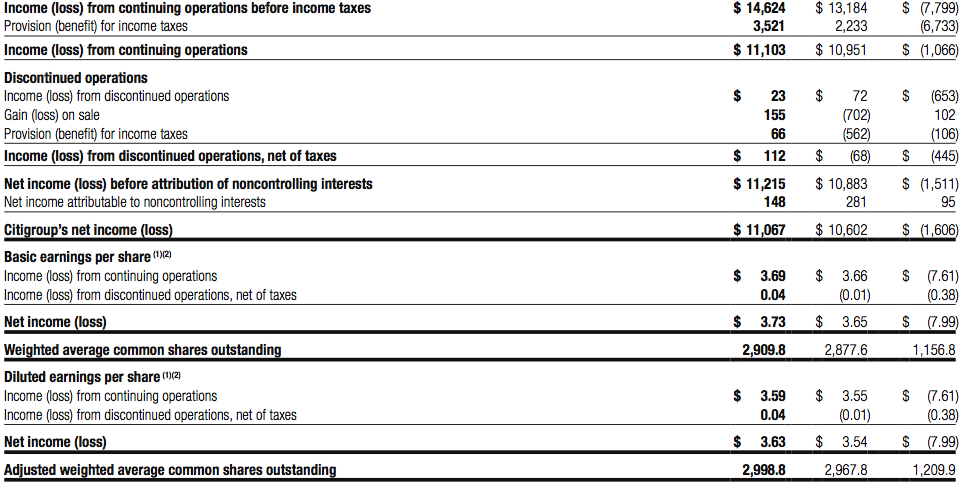 Income (loss) from continuing operations before income taxes $ 14,624 $ 13,184 $ (7,799)
Provision (benefit) for income taxes 3,521 2,233 (6,733)
Income (loss) from continuing operations $ 11,103 $ 10,951 $ (1,066)
Discontinued operations
Income (loss) from discontinued operations $ 23 $ 72 $ (653)
Gain (loss) on sale 155 (702) 102
Provision (benefit) for income taxes 66 (562) (106)
Income (loss) from discontinued operations, net of taxes $ 112 $ (68) $ (445)
Net income (loss) before attribution of noncontrolling interests $ 11,215 $ 10,883 $ (1,511)
Net income attributable to noncontrolling interests 148 281 95
Citigroup's net income (loss) $ 11,067 $ 10,602 $ (1,606)
Basic earnings per share (1)(2)
Income (loss) from continuing operations $ 3.69 $ 3.66 $ (7.61)
Income (loss) from discontinued operations, net of taxes 0.04 (0.01) (0.38)
Net income (loss) $ 3.73 $ 3.65 $ (7.99)
Weighted average common shares outstanding 2,909.8 2,877.6 1,156.8
Diluted earnings per share (1)(2)
Income (loss) from continuing operations $ 3.59 $ 3.55 $ (7.61)
Income (loss) from discontinued operations, net of taxes 0.04 (0.01) (0.38)
Net income (loss) $ 3.63 $ 3.54 $ (7.99)
Adjusted weighted average common shares outstanding 2,998.8 2,967.8 1,209.9